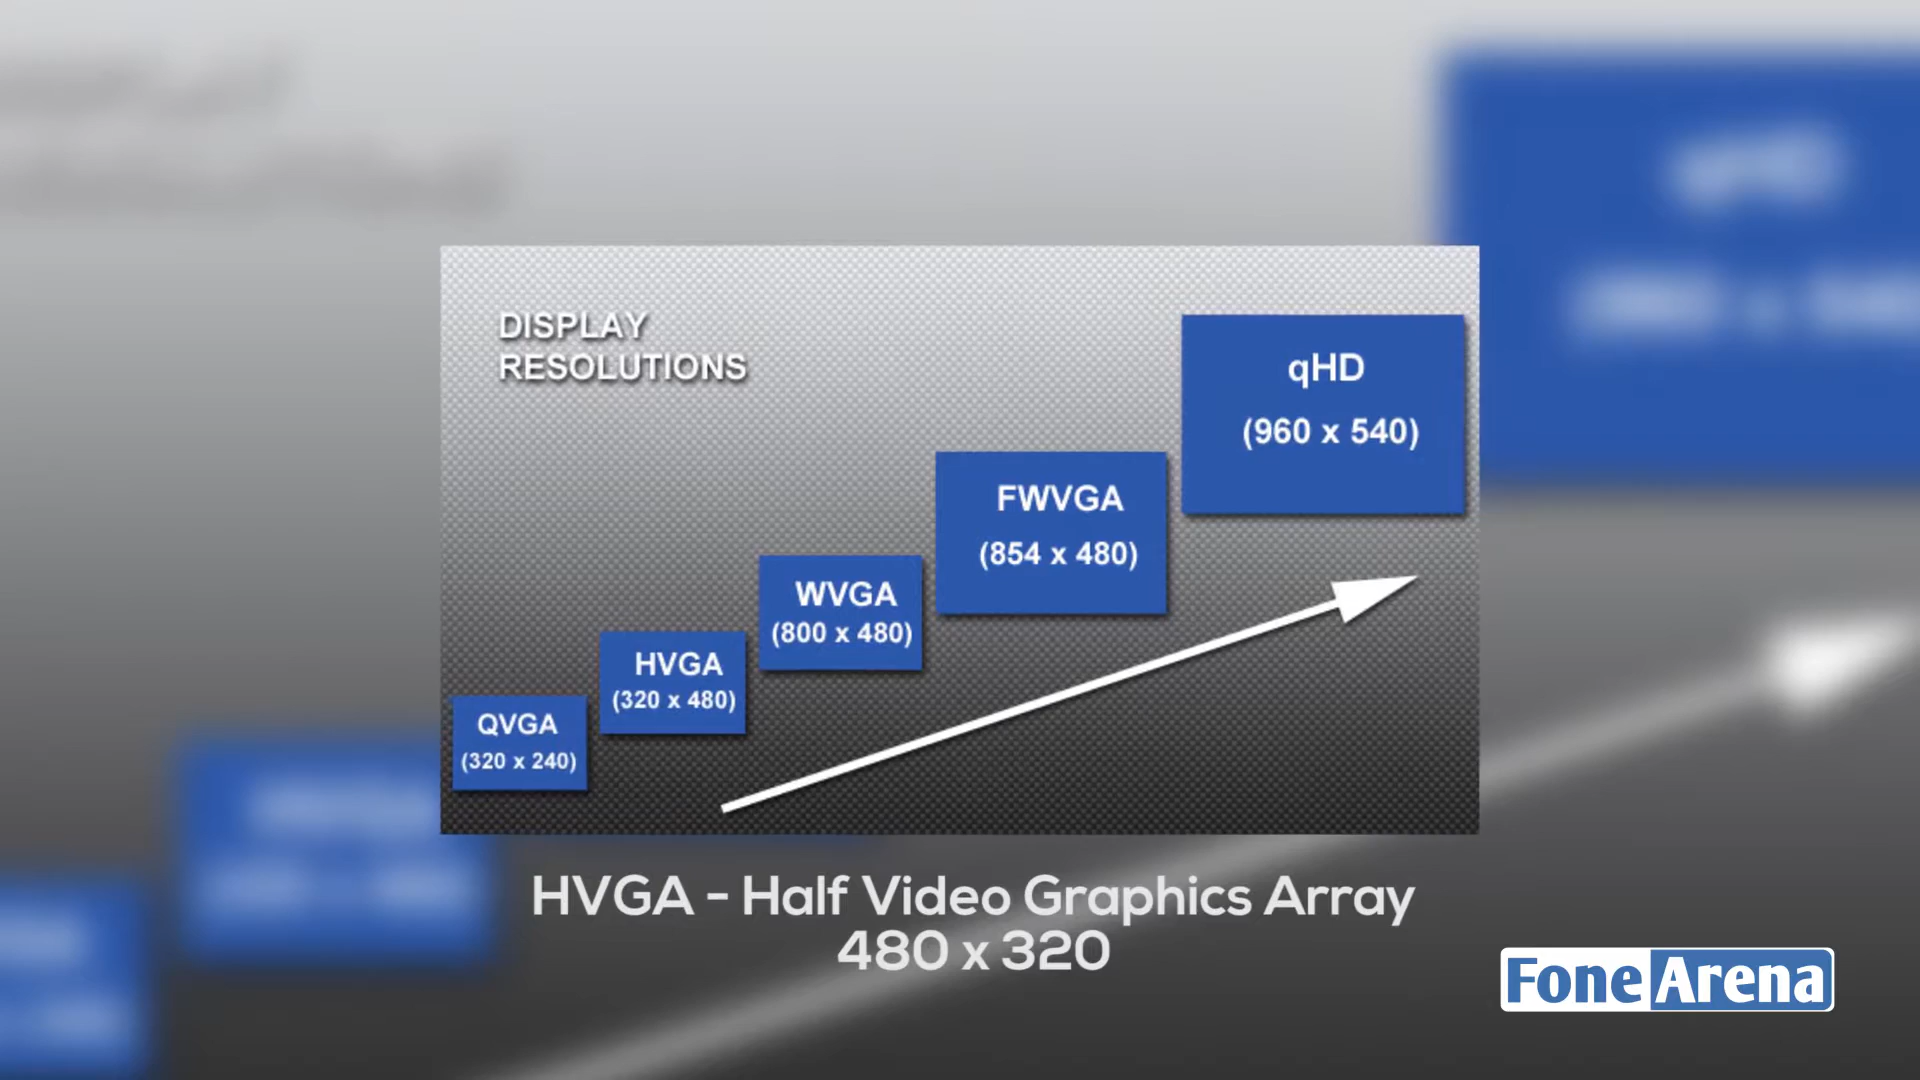 DISPLAY
RESOLUTIONS
qHD
(960 x 540)
FWVGA
(854 x 480)
WVGA
(800 x 480)
HVGA
(320 x 480)
QVGA
(320 x 240)
HVGA - Half Video Graphics Array
480 x 320
FoneArena